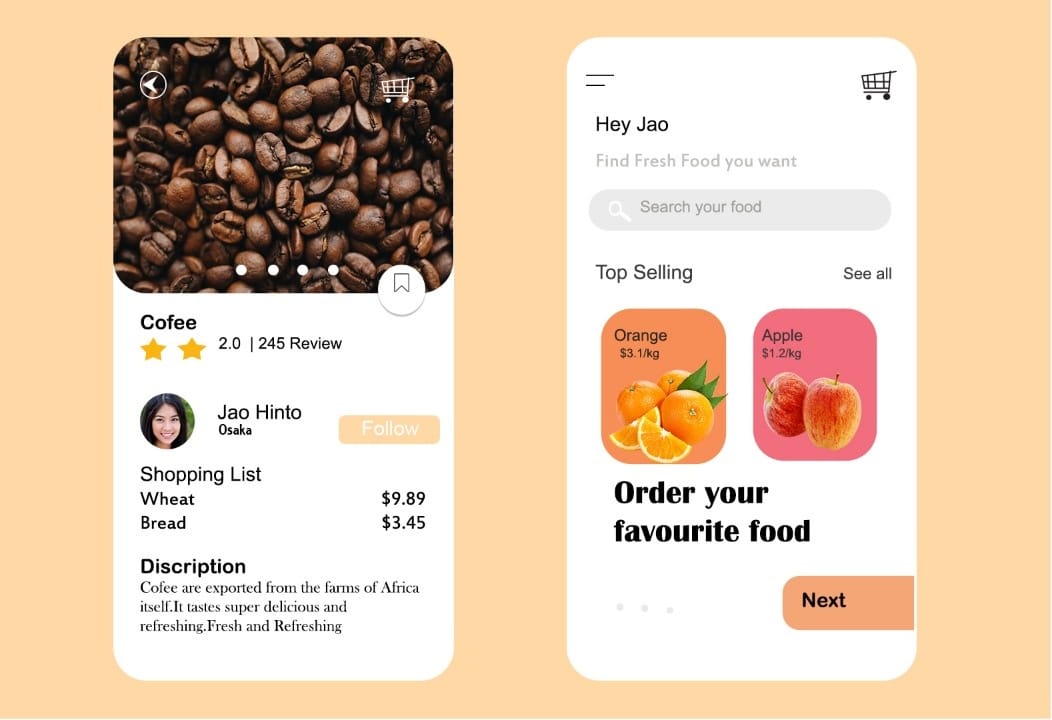 Cofee
2.0 | 245 Review
Jao Hinto
Osaka
Follow
Shopping List
Wheat $9.89
Bread $3.45
Discription
Cofee are exported from the farms of Africa
itself.It tastes super delicious and
refreshing.Fresh and Refreshing
Hey Jao
Find Fresh Food you want
Search your food
Top Selling See all
Orange
$3.1/kg
Apple
$1.2/kg
Order your
favourite food
Next